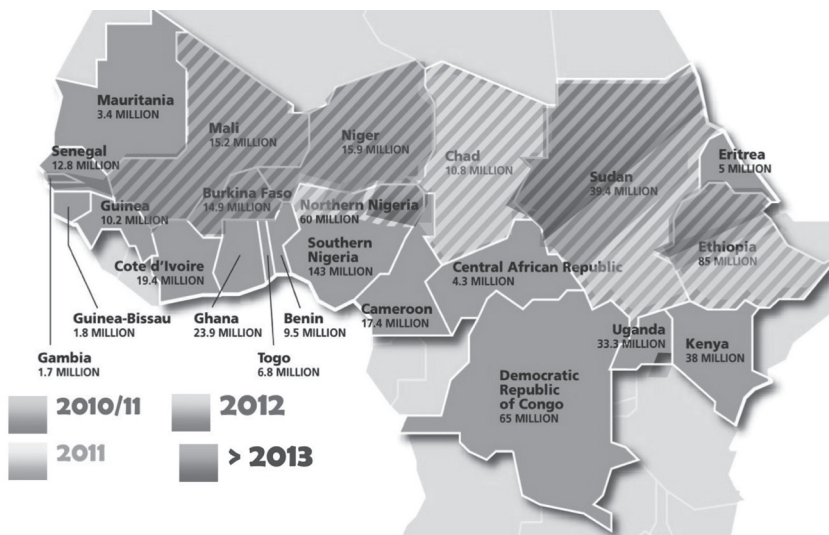 Mauritania
3.4 MILLION
Mali
15.2 MILLION
Niger
15.9 MILLION
Chad
10.8 MILLION
Sudan
39.4 MILLION
Eritrea
5 MILLION
Senegal
12.8 MILLION
Guinea
10.2 MILLION
Burkina Faso
14.9 MILLION
Northern Nigeria
60 MILLION
Southern
Nigeria
143 MILLION
Ethiopia
85 MILLION
Cote d'Ivoire
19.4 MILLION
Central African Republic
4.3 MILLION
Guinea-Bissau
1.8 MILLION
Ghana
23.9 MILLION
Benin
9.5 MILLION
Cameroon
17.4 MILLION
Uganda
33.3 MILLION
Kenya
38 MILLION
Gambia
1.7 MILLION
Togo
6.8 MILLION
Democratic
Republic
of Congo
65 MILLION
2010/11
2012
2011
> 2013